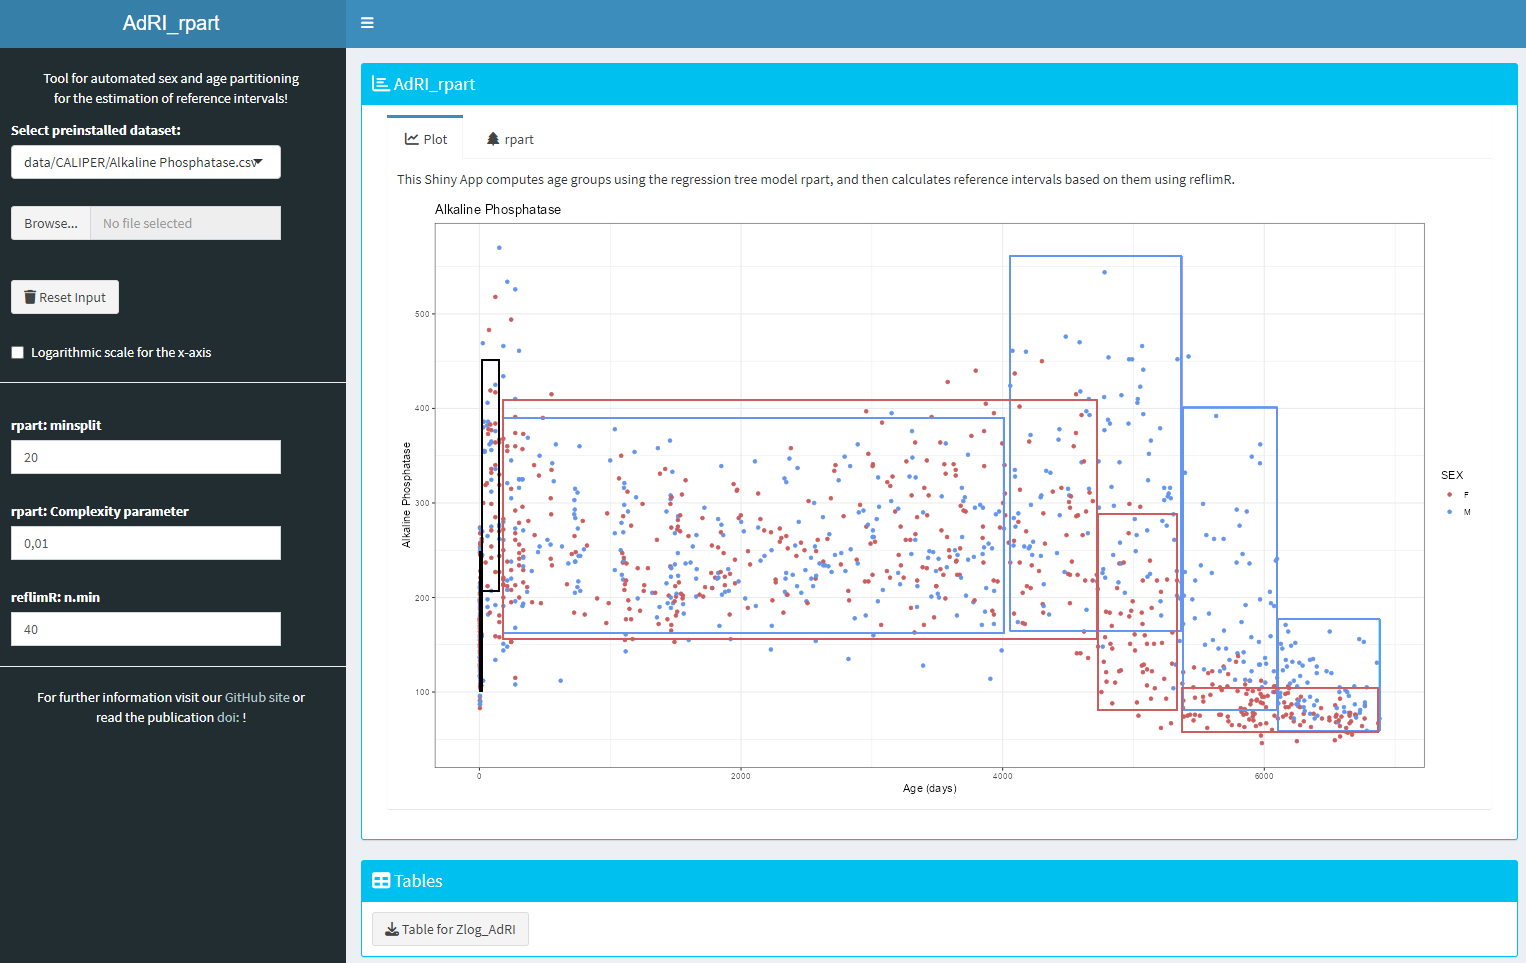 AdRI_rpart
Tool for automated sex and age partitioning
for the estimation of reference intervals!
Select preinstalled dataset:
data/CALIPER/Alkaline Phosphatase.csv
Browse...
No file selected
Reset Input
Logarithmic scale for the x-axis
rpart: minsplit
20
rpart: Complexity parameter
0,01
reflimR: n.min
40
For further information visit our GitHub site or
read the publication doi: !
AdRI_rpart
Plot
rpart
This Shiny App computes age groups using the regression tree model rpart, and then calculates reference intervals based on them using reflimR.
Alkaline Phosphatase
Alkaline Phosphatase
500
400
300
200
100
0
2000
4000
6000
Age (days)
SEX
F
M
Tables
Table for Zlog_AdRI